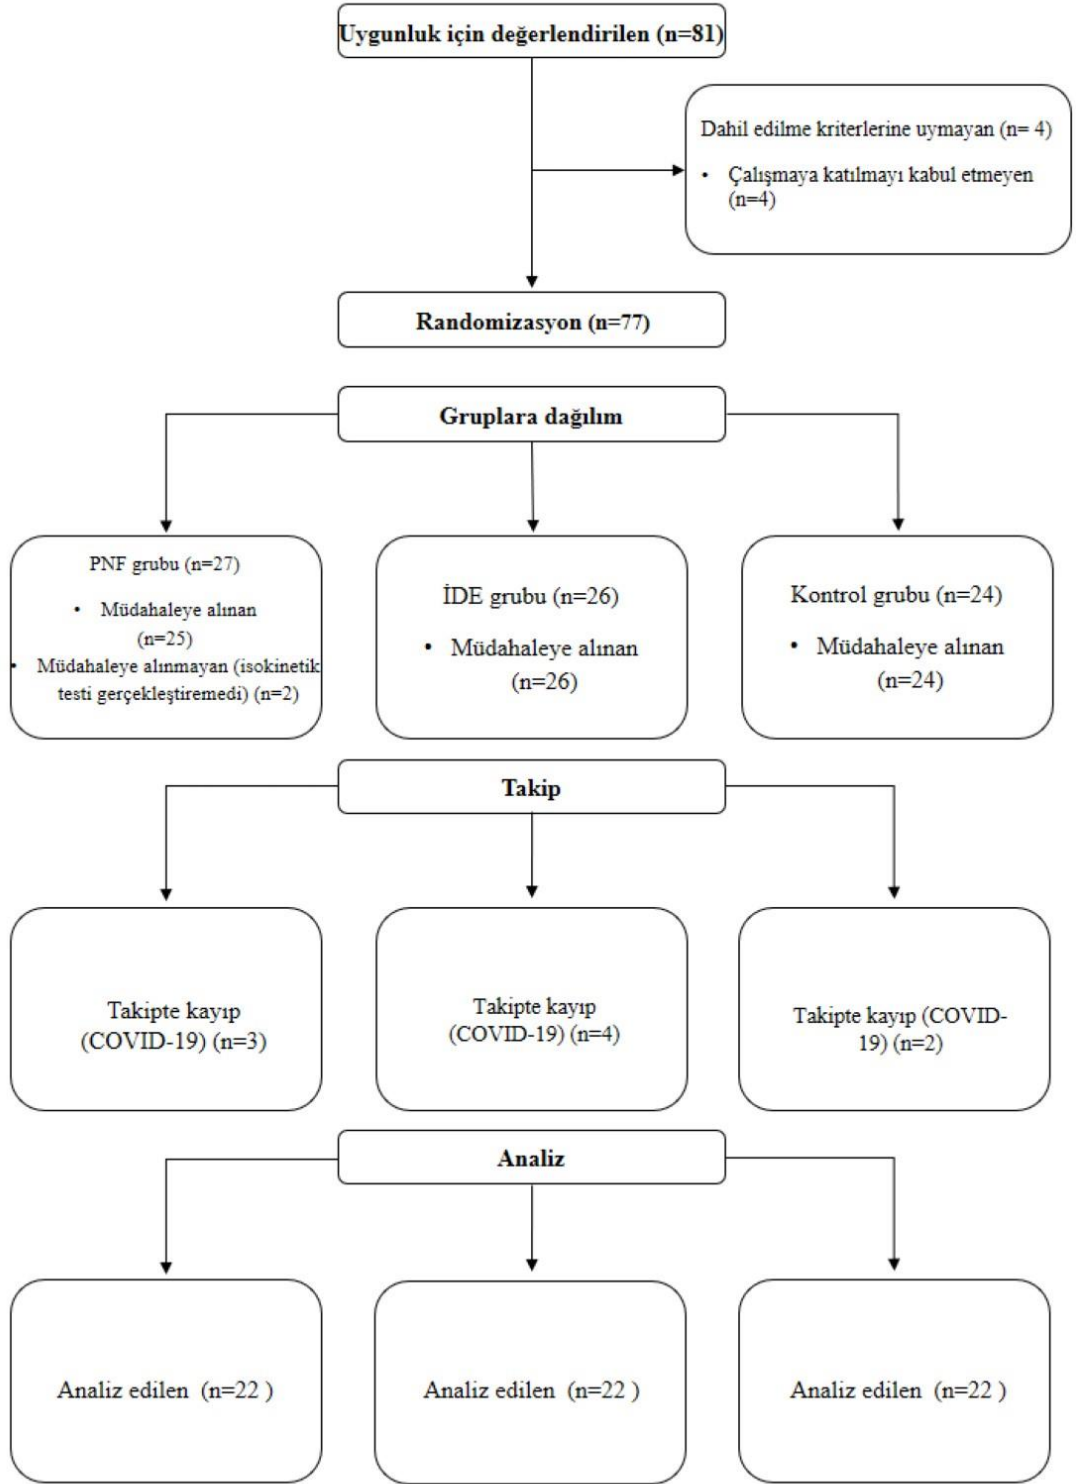 Uygunluk için değerlendirilen (n=81)
Dahil edilme kriterlerine uymayan (n= 4)
• Çalışmaya katılmayı kabul etmeyen
(n=4)
Randomizasyon (n=77)
Gruplara dağılım
PNF grubu (n=27)
• Müdahaleye alınan
(n=25)
• Müdahaleye alınmayan (isokinetik
testi gerçekleştiremedi) (n=2)
İDE grubu (n=26)
• Müdahaleye alınan
(n=26)
Kontrol grubu (n=24)
• Müdahaleye alınan
(n=24)
Takip
Takipte kayıp
(COVID-19) (n=3)
Takipte kayıp
(COVID-19) (n=4)
Takipte kayıp (COVID-
19) (n=2)
Analiz
Analiz edilen (n=22 )
Analiz edilen (n=22 )
Analiz edilen (n=22 )